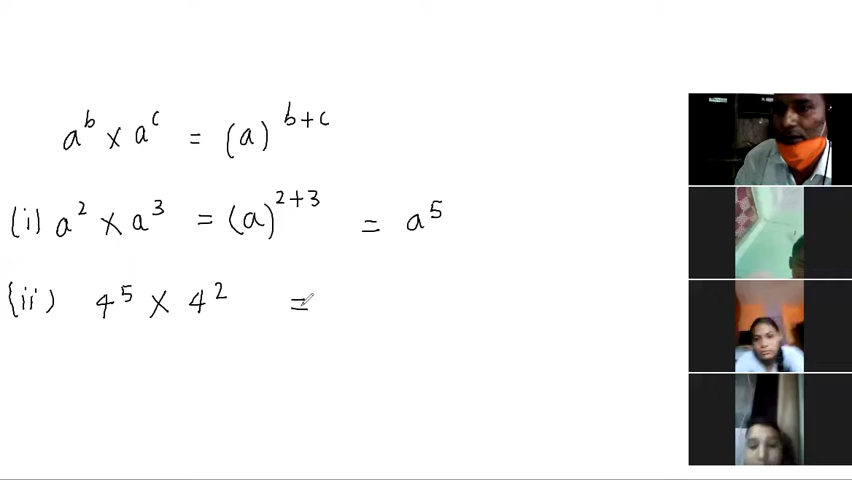 a^b × a^c = (a)^b+c
(i) a^2 × a^3 = (a)^2+3 = a^5
(ii) 4^5 × 4^2 =